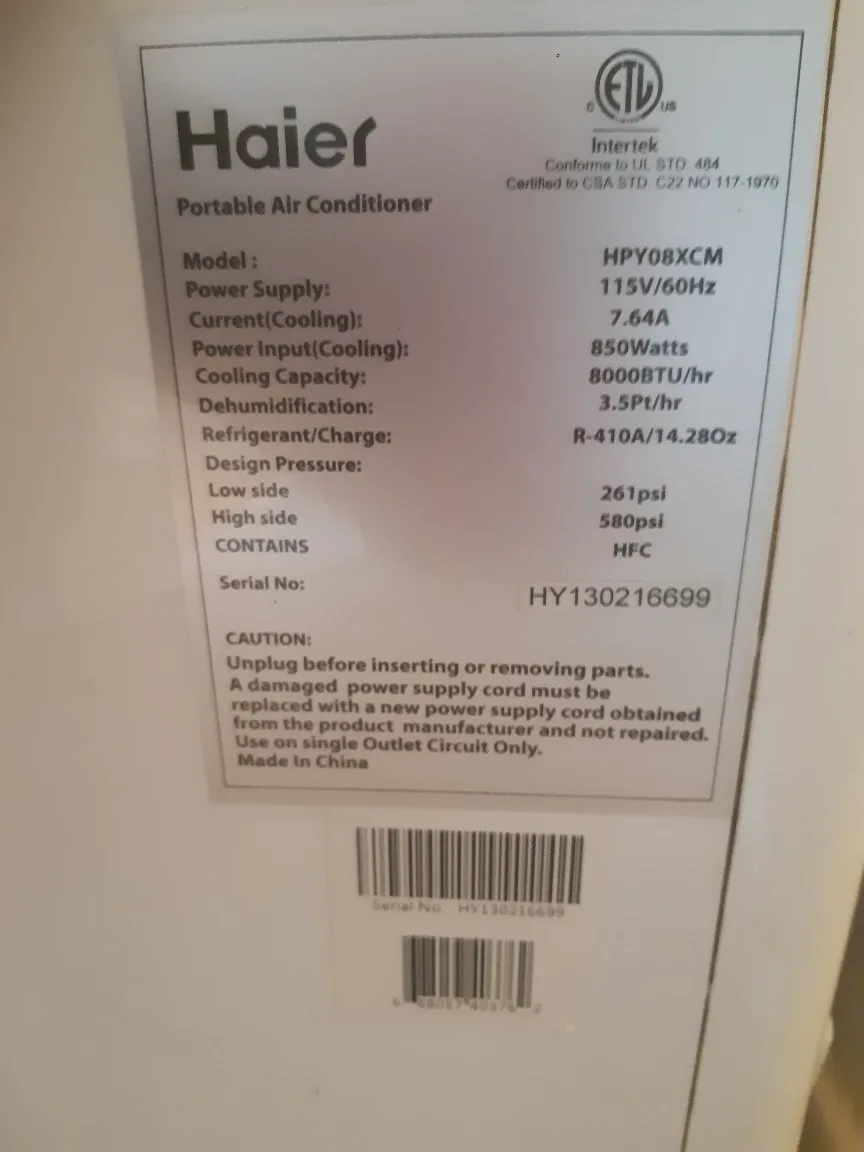 Haier
ETL
C US
Intertek
Conforms to UL STD. 484
Certified to CSA STD. C22 NO 117-1970
Portable Air Conditioner
Model : HPY08XCM
Power Supply: 115V/60Hz
Current(Cooling): 7.64A
Power Input(Cooling): 850Watts
Cooling Capacity: 8000BTU/hr
Dehumidification: 3.5Pt/hr
Refrigerant/Charge: R-410A/14.28Oz
Design Pressure:
Low side 261psi
High side 580psi
CONTAINS HFC
Serial No: HY130216699
CAUTION:
Unplug before inserting or removing parts.
A damaged power supply cord must be
replaced with a new power supply cord obtained
from the product manufacturer and not repaired.
Use on single Outlet Circuit Only.
Made In China
Serial No. HY130216699